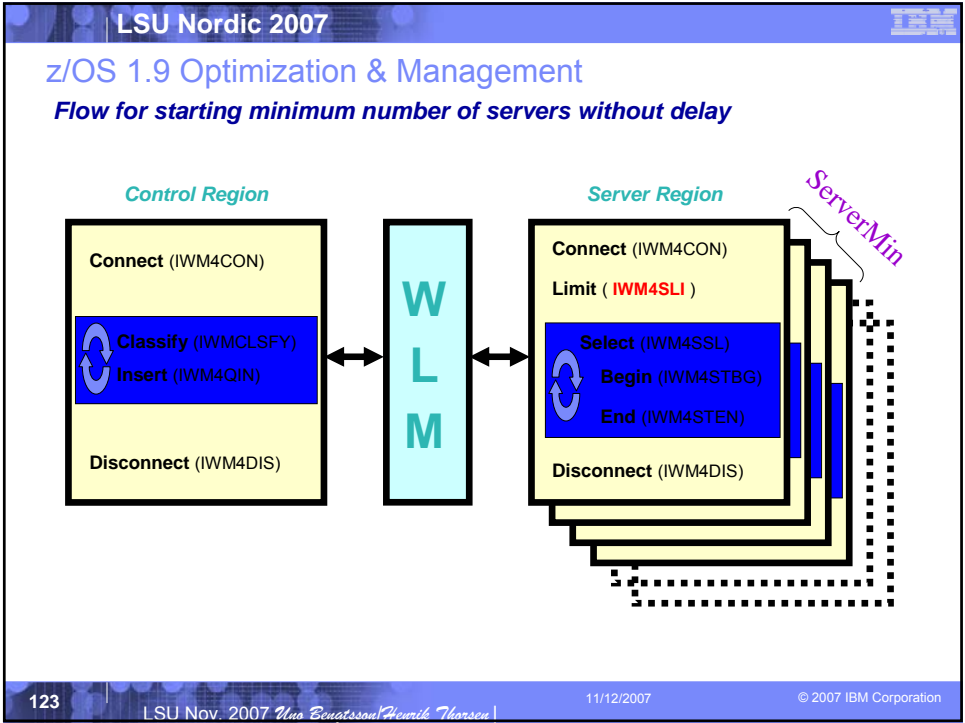 LSU Nordic 2007
IBM
z/OS 1.9 Optimization & Management
Flow for starting minimum number of servers without delay
Control Region
Server Region
ServerMin
Connect (IWM4CON)
Classify (IWMCLSFY)
Insert (IWM4QIN)
Disconnect (IWM4DIS)
W
L
M
Connect (IWM4CON)
Limit ( IWM4SLI )
Select (IWM4SSL)
Begin (IWM4STBG)
End (IWM4STEN)
Disconnect (IWM4DIS)
123
LSU Nov. 2007 Uno Bengtsson/Henrik Thorsen
11/12/2007
© 2007 IBM Corporation